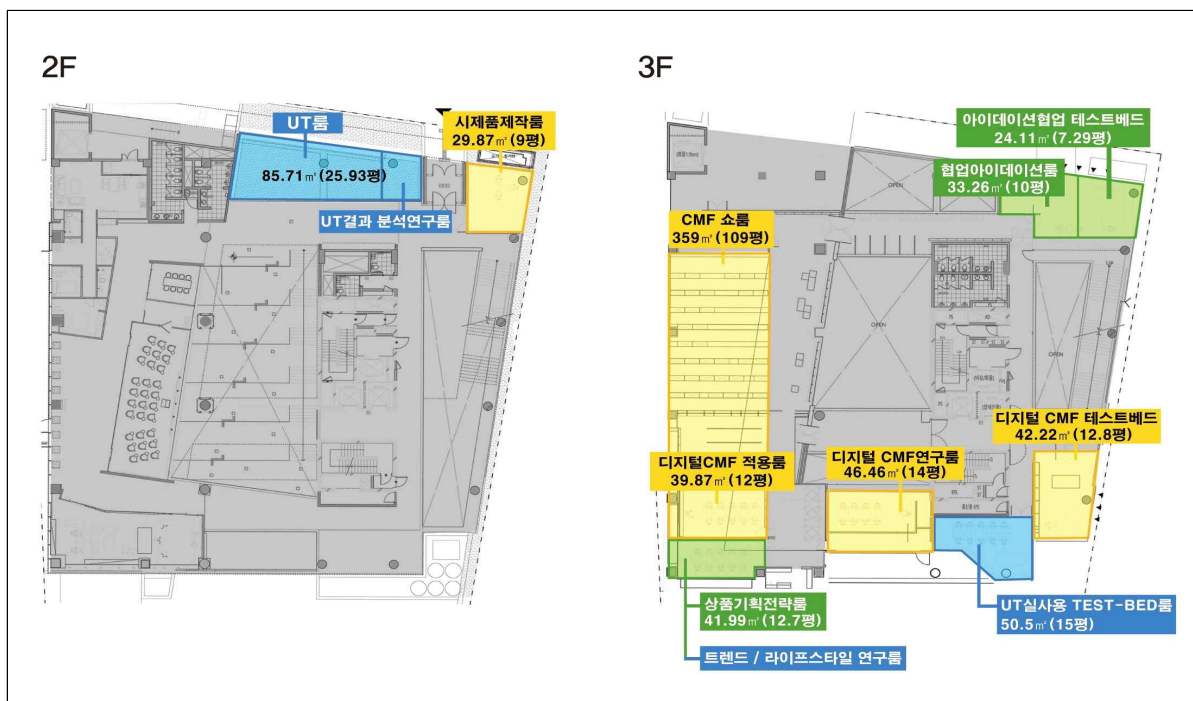 2F
UT룸
85.71㎡(25.93평)
UT결과 분석연구룸
시제품제작룸
29.87㎡(9평)
3F
아이데이션협업 테스트베드
24.11㎡(7.29평)
협업아이데이션룸
33.26㎡(10평)
CMF 쇼룸
359㎡(109평)
OPEN
OPEN
OPEN
디지털CMF 적용룸
39.87㎡(12평)
디지털 CMF연구룸
46.46㎡(14평)
디지털 CMF 테스트베드
42.22㎡(12.8평)
상품기획전략룸
41.99㎡(12.7평)
트렌드 / 라이프스타일 연구룸
UT실사용 TEST-BED룸
50.5㎡(15평)